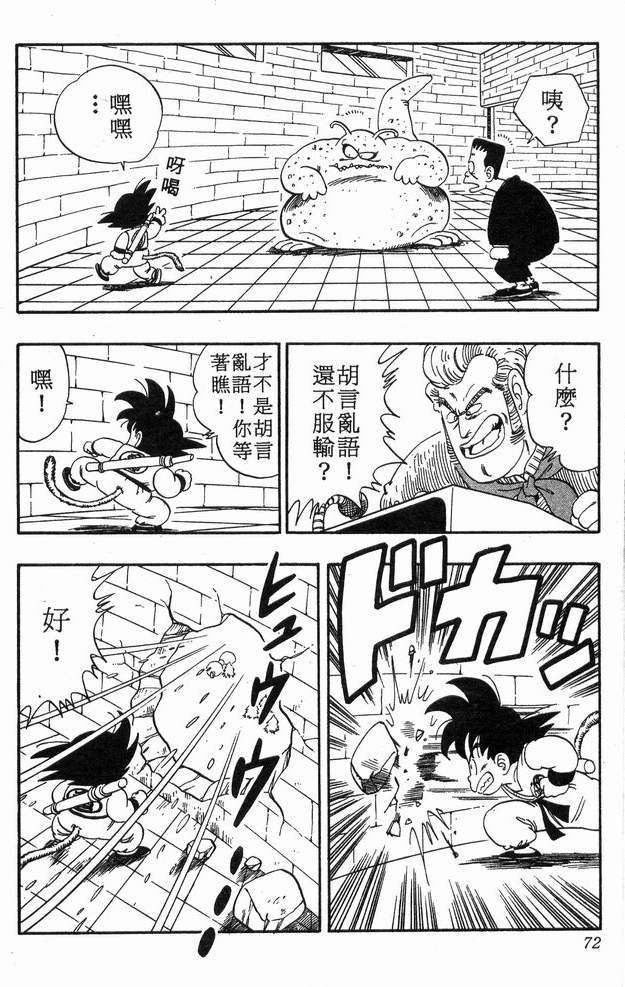 咦？
嘿嘿
…
呀喝
什麼？
胡言亂語！
還不服輸？
才不是胡言
亂語！你等
著瞧！
嘿！
ドカッ
ヒュウウ・・・
好！
72